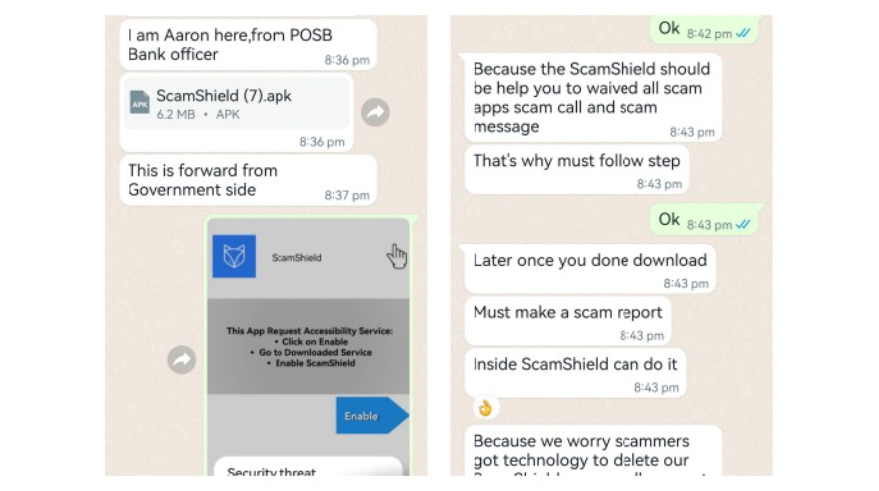 I am Aaron here,from POSB
Bank officer
8:36 pm
APK
ScamShield (7).apk
6.2 MB • APK
8:36 pm
This is forward from
Government side
8:37 pm
ScamShield
This App Request Accessibility Service:
• Click on Enable
• Go to Downloaded Service
• Enable ScamShield
Enable
Security threat
Ok 8:42 pm
Because the ScamShield should
be help you to waived all scam
apps scam call and scam
message
8:43 pm
That's why must follow step
8:43 pm
Ok 8:43 pm
Later once you done download
8:43 pm
Must make a scam report
8:43 pm
Inside ScamShield can do it
8:43 pm
Because we worry scammers
got technology to delete our